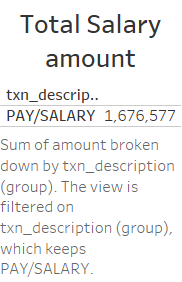 Total Salary
amount
txn_descrip..
PAY/SALARY 1,676,577
Sum of amount broken
down by txn_description
(group). The view is
filtered on
txn_description (group),
which keeps
PAY/SALARY.